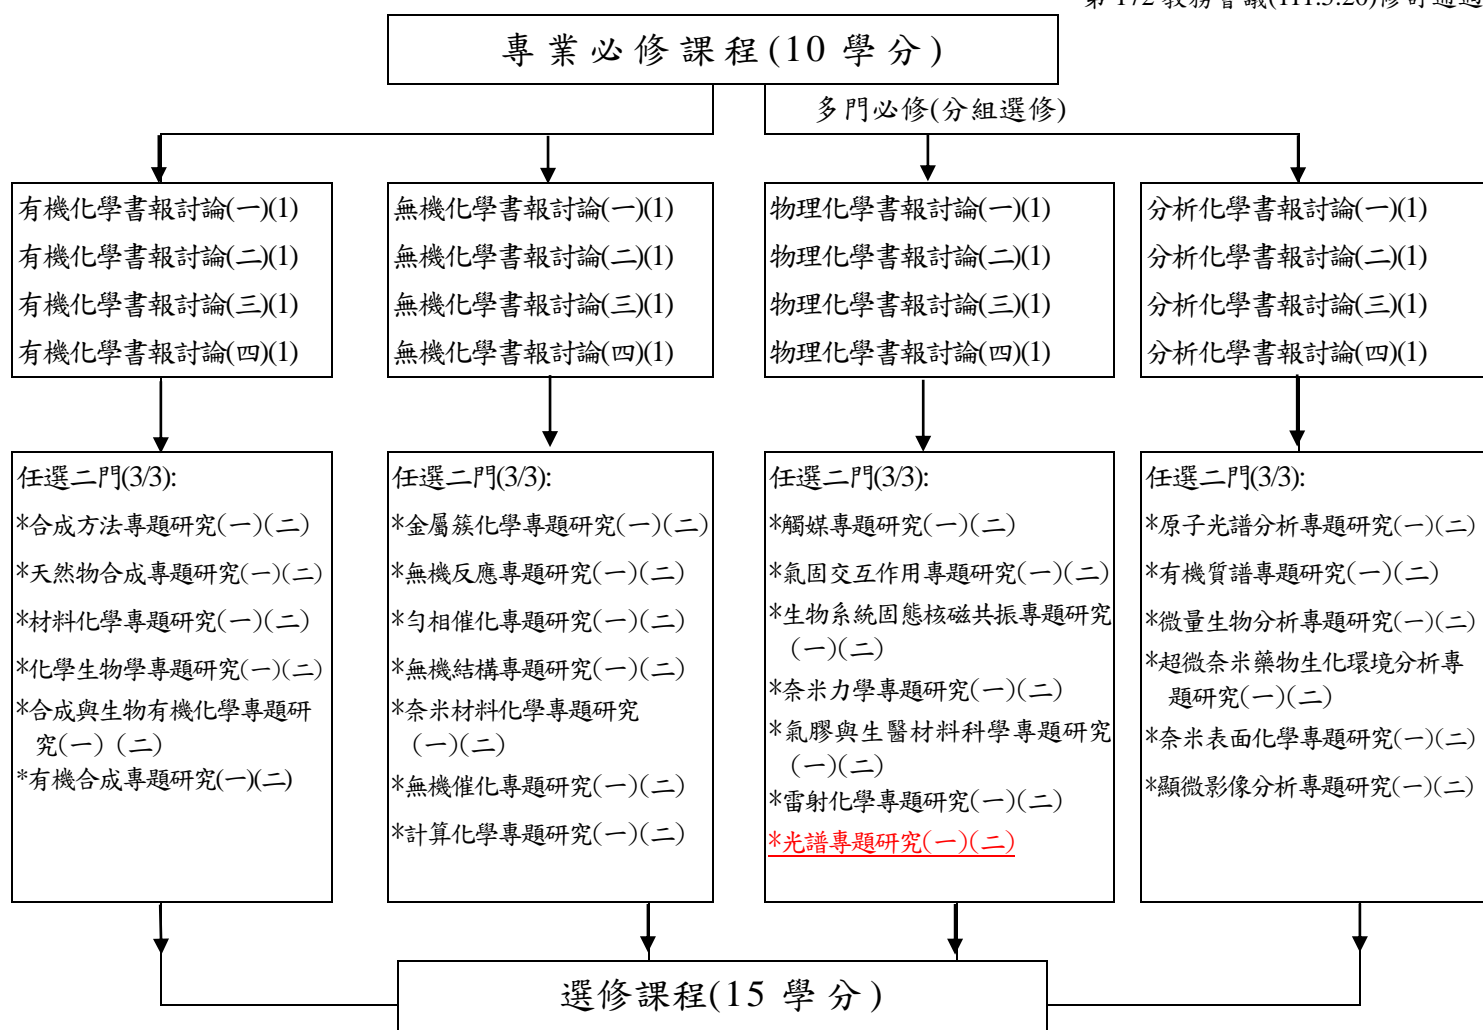 第 172 教務會議(111.5.26)修訂通過
專業必修課程(10 學分)
多門必修(分組選修)
有機化學書報討論(一)(1)
有機化學書報討論(二)(1)
有機化學書報討論(三)(1)
有機化學書報討論(四)(1)
無機化學書報討論(一)(1)
無機化學書報討論(二)(1)
無機化學書報討論(三)(1)
無機化學書報討論(四)(1)
物理化學書報討論(一)(1)
物理化學書報討論(二)(1)
物理化學書報討論(三)(1)
物理化學書報討論(四)(1)
分析化學書報討論(一)(1)
分析化學書報討論(二)(1)
分析化學書報討論(三)(1)
分析化學書報討論(四)(1)
任選二門(3/3):
*合成方法專題研究(一)(二)
*天然物合成專題研究(一)(二)
*材料化學專題研究(一)(二)
*化學生物學專題研究(一)(二)
*合成與生物有機化學專題研
究(一) (二)
*有機合成專題研究(一)(二)
任選二門(3/3):
*金屬簇化學專題研究(一)(二)
*無機反應專題研究(一)(二)
*勻相催化專題研究(一)(二)
*無機結構專題研究(一)(二)
*奈米材料化學專題研究
(一)(二)
*無機催化專題研究(一)(二)
*計算化學專題研究(一)(二)
任選二門(3/3):
*觸媒專題研究(一)(二)
*氣固交互作用專題研究(一)(二)
*生物系統固態核磁共振專題研究
(一)(二)
*奈米力學專題研究(一)(二)
*氣膠與生醫材料科學專題研究
(一)(二)
*雷射化學專題研究(一)(二)
*光譜專題研究(一)(二)
任選二門(3/3):
*原子光譜分析專題研究(一)(二)
*有機質譜專題研究(一)(二)
*微量生物分析專題研究(一)(二)
*超微奈米藥物生化環境分析專
題研究(一)(二)
*奈米表面化學專題研究(一)(二)
*顯微影像分析專題研究(一)(二)
選修課程(15 學分)